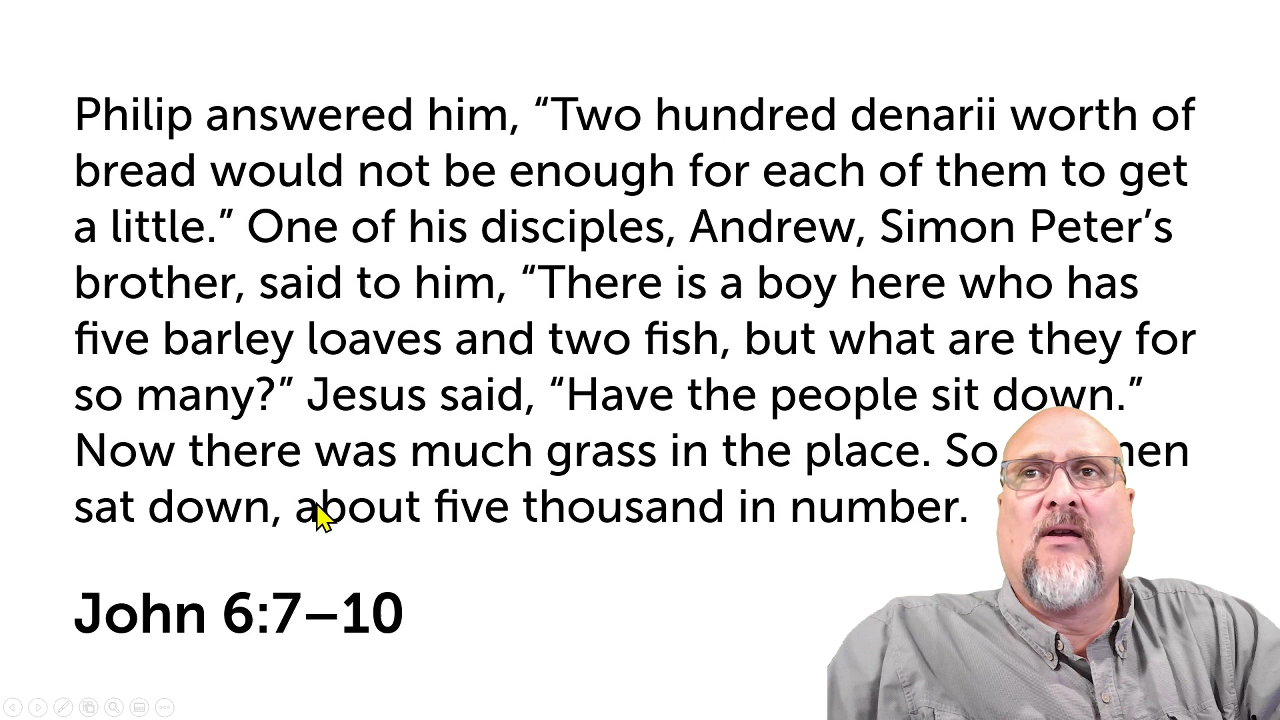 Philip answered him, “Two hundred denarii worth of
bread would not be enough for each of them to get
a little.” One of his disciples, Andrew, Simon Peter’s
brother, said to him, “There is a boy here who has
five barley loaves and two fish, but what are they for
so many?” Jesus said, “Have the people sit down.”
Now there was much grass in the place. So
sat down, about five thousand in number.
John 6:7–10